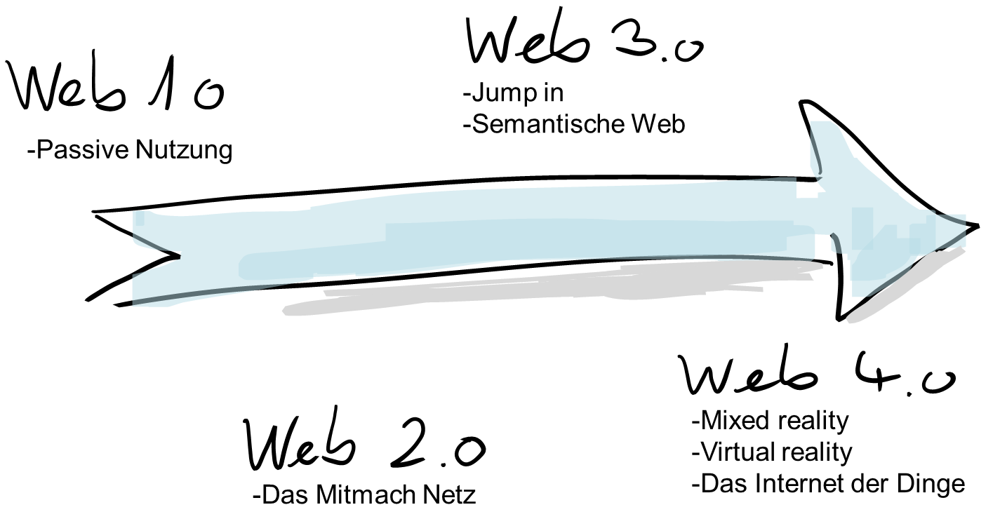 Web 1 0
-Passive Nutzung
Web 2.0
-Das Mitmach Netz
Web 3.0
-Jump in
-Semantische Web
Web 4.0
-Mixed reality
-Virtual reality
-Das Internet der Dinge